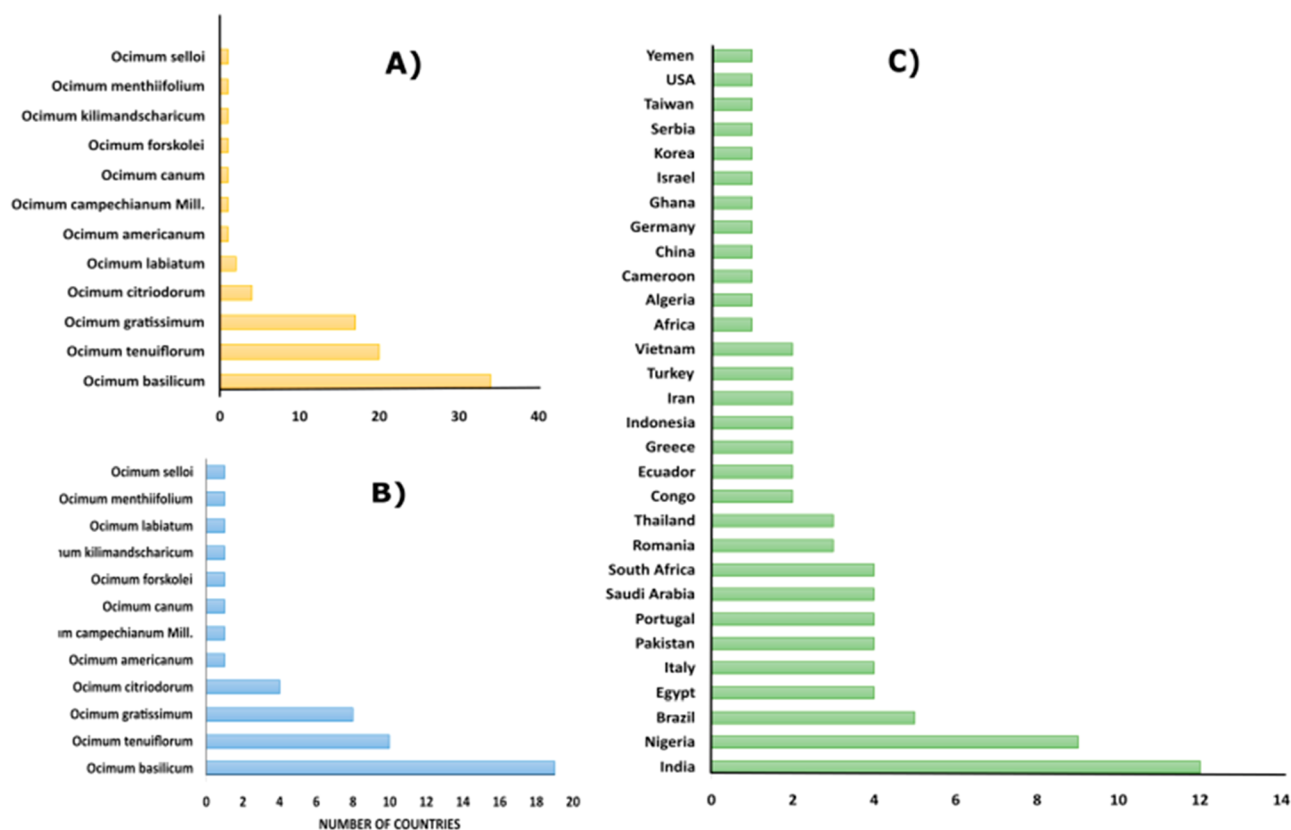 A)
Ocimum selloi
Ocimum menthiifolium
Ocimum kilimandscharicum
Ocimum forskolei
Ocimum canum
Ocimum campechianum Mill.
Ocimum americanum
Ocimum labiatum
Ocimum citriodorum
Ocimum gratissimum
Ocimum tenuiflorum
Ocimum basilicum
0 10 20 30 40
B)
Ocimum selloi
Ocimum menthiifolium
Ocimum labiatum
num kilimandscharicum
Ocimum forskolei
Ocimum canum
um campechianum Mill.
Ocimum americanum
Ocimum citriodorum
Ocimum gratissimum
Ocimum tenuiflorum
Ocimum basilicum
0 2 4 6 8 10 12 14 16 18 20
NUMBER OF COUNTRIES
C)
Yemen
USA
Taiwan
Serbia
Korea
Israel
Ghana
Germany
China
Cameroon
Algeria
Africa
Vietnam
Turkey
Iran
Indonesia
Greece
Ecuador
Congo
Thailand
Romania
South Africa
Saudi Arabia
Portugal
Pakistan
Italy
Egypt
Brazil
Nigeria
India
0 2 4 6 8 10 12 14